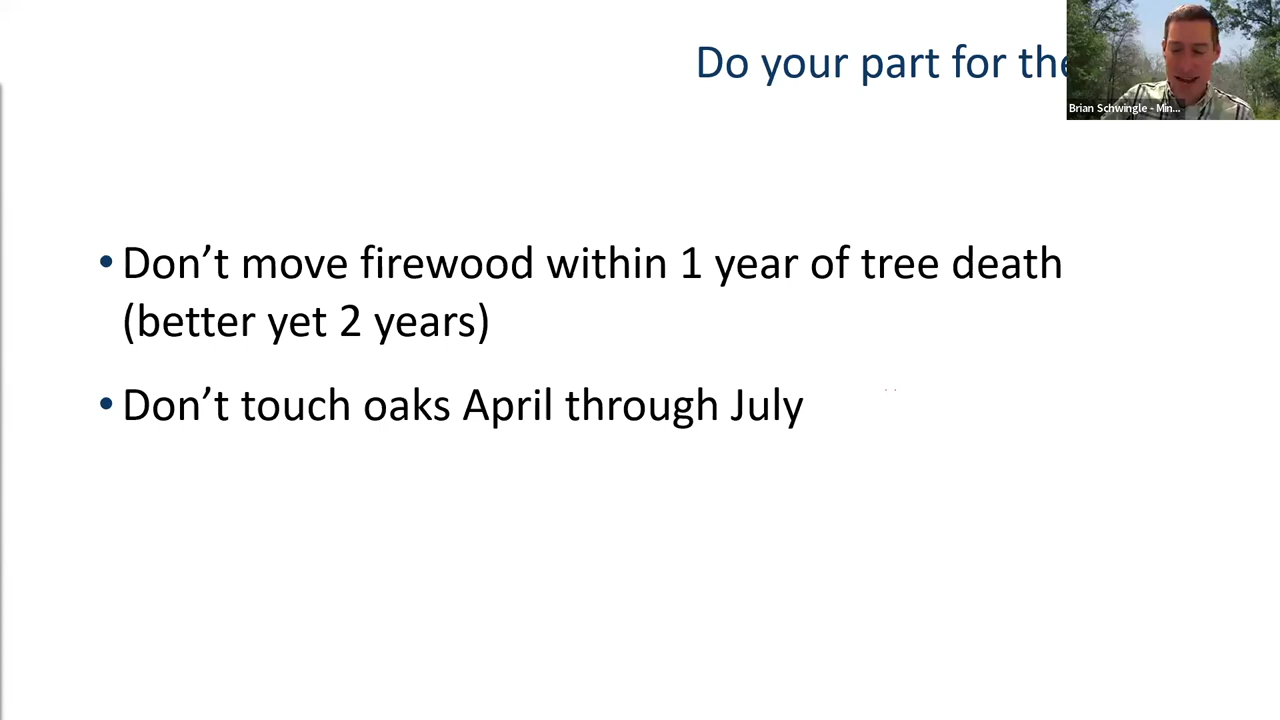 Do your part for the
Brian Schwingle - Min...
• Don’t move firewood within 1 year of tree death
(better yet 2 years)
• Don’t touch oaks April through July